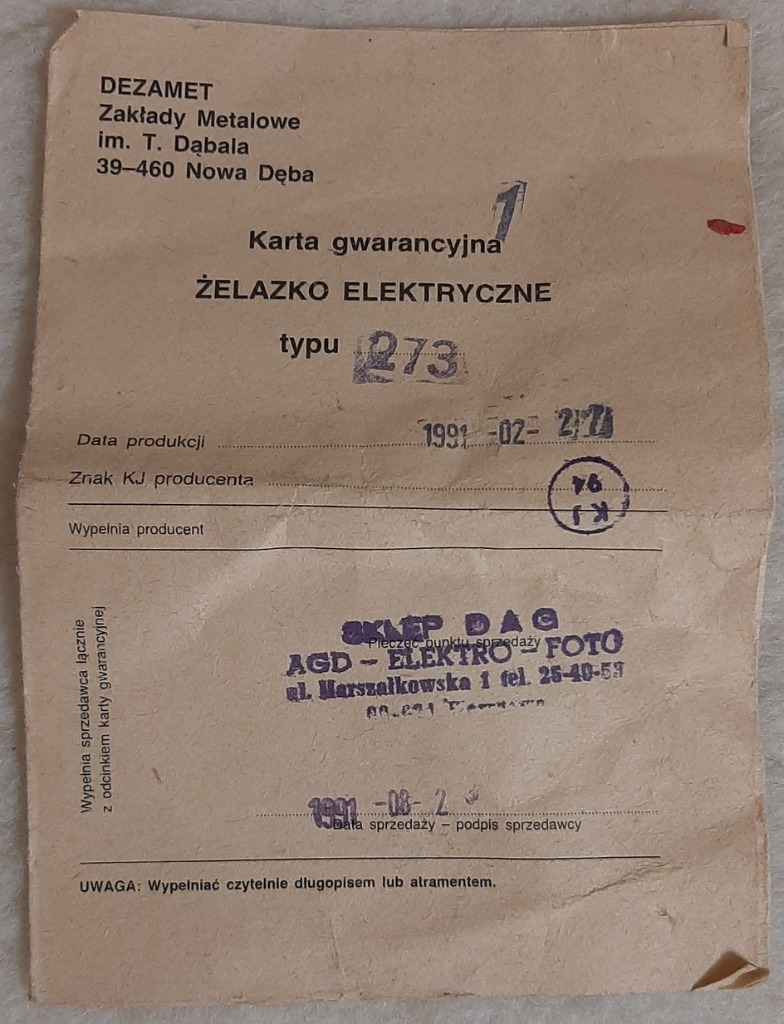 DEZAMET
Zakłady Metalowe
im. T. Dąbala
39–460 Nowa Dęba
1
Karta gwarancyjna
ŻELAZKO ELEKTRYCZNE
typu 273
Data produkcji 1991 -02-
Znak KJ producenta
KJ
94
Wypełnia producent
Wypełnia sprzedawca łącznie
z odcinkiem karty gwarancyjnej
SKLEP DAG
Pieczęć punktu sprzedaży
AGD – ELEKTRO – FOTO
ul. Marszałkowska 1 tel. 25-40-53
1991 -08- 2
Data sprzedaży – podpis sprzedawcy
UWAGA: Wypełniać czytelnie długopisem lub atramentem.